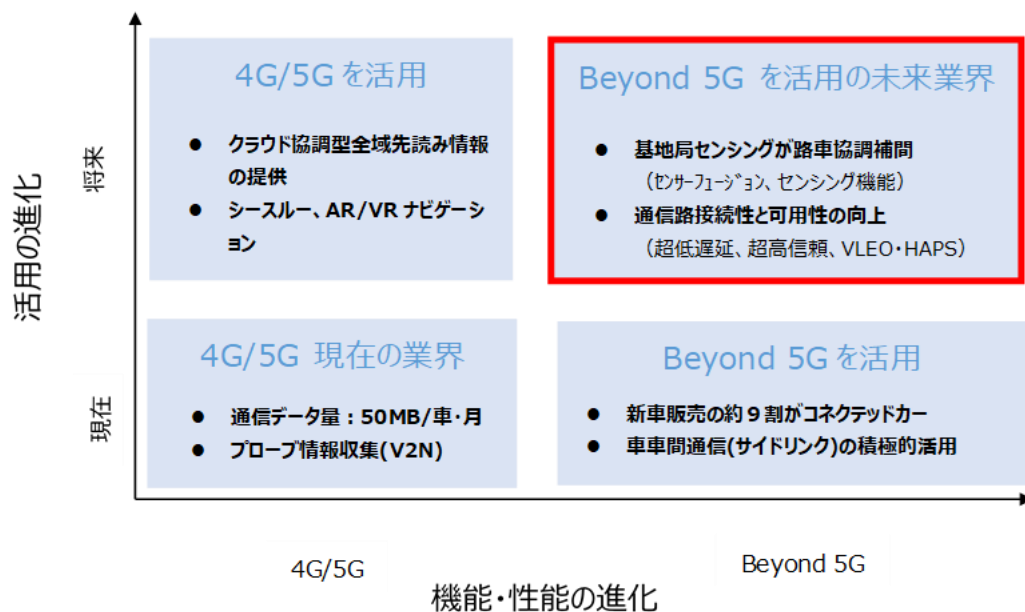 活用の進化
将来
現在
4G/5G を活用
● クラウド協調型全域先読み情報
の提供
● シースルー、AR/VR ナビゲーシ
ョン
Beyond 5G を活用の未来業界
● 基地局センシングが路車協調補間
（ｾﾝｻｰﾌｭｰｼﾞｮﾝ、センシング機能）
● 通信路接続性と可用性の向上
（超低遅延、超高信頼、VLEO・HAPS）
4G/5G 現在の業界
● 通信データ量：50MB/車・月
● プローブ情報収集(V2N)
Beyond 5G を活用
● 新車販売の約９割がコネクテッドカー
● 車車間通信(サイドリンク)の積極的活用
4G/5G
Beyond 5G
機能・性能の進化